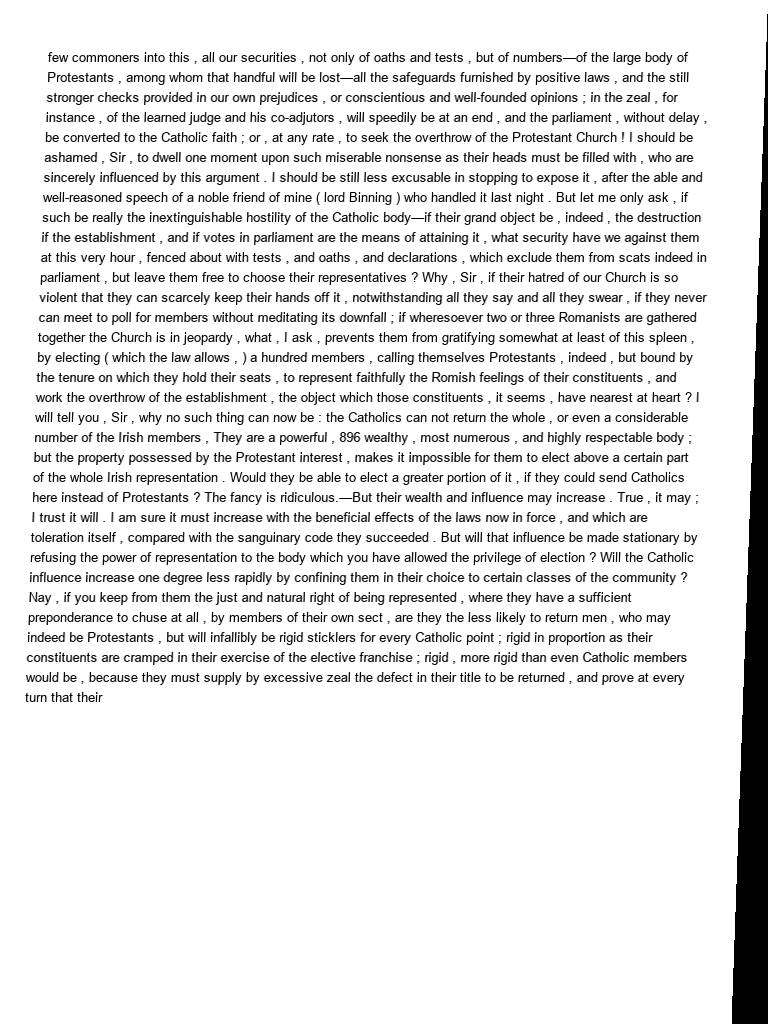 few commoners into this , all our securities , not only of oaths and tests , but of numbers—of the large body of
Protestants , among whom that handful will be lost—all the safeguards furnished by positive laws , and the still
stronger checks provided in our own prejudices , or conscientious and well-founded opinions ; in the zeal , for
instance , of the learned judge and his co-adjutors , will speedily be at an end , and the parliament , without delay ,
be converted to the Catholic faith ; or , at any rate , to seek the overthrow of the Protestant Church ! I should be
ashamed , Sir , to dwell one moment upon such miserable nonsense as their heads must be filled with , who are
sincerely influenced by this argument . I should be still less excusable in stopping to expose it , after the able and
well-reasoned speech of a noble friend of mine ( lord Binning ) who handled it last night . But let me only ask , if
such be really the inextinguishable hostility of the Catholic body—if their grand object be , indeed , the destruction
if the establishment , and if votes in parliament are the means of attaining it , what security have we against them
at this very hour , fenced about with tests , and oaths , and declarations , which exclude them from scats indeed in
parliament , but leave them free to choose their representatives ? Why , Sir , if their hatred of our Church is so
violent that they can scarcely keep their hands off it , notwithstanding all they say and all they swear , if they never
can meet to poll for members without meditating its downfall ; if wheresoever two or three Romanists are gathered
together the Church is in jeopardy , what , I ask , prevents them from gratifying somewhat at least of this spleen ,
by electing ( which the law allows , ) a hundred members , calling themselves Protestants , indeed , but bound by
the tenure on which they hold their seats , to represent faithfully the Romish feelings of their constituents , and
work the overthrow of the establishment , the object which those constituents , it seems , have nearest at heart ? I
will tell you , Sir , why no such thing can now be : the Catholics can not return the whole , or even a considerable
number of the Irish members , They are a powerful , 896 wealthy , most numerous , and highly respectable body ;
but the property possessed by the Protestant interest , makes it impossible for them to elect above a certain part
of the whole Irish representation . Would they be able to elect a greater portion of it , if they could send Catholics
here instead of Protestants ? The fancy is ridiculous.—But their wealth and influence may increase . True , it may ;
I trust it will . I am sure it must increase with the beneficial effects of the laws now in force , and which are
toleration itself , compared with the sanguinary code they succeeded . But will that influence be made stationary by
refusing the power of representation to the body which you have allowed the privilege of election ? Will the Catholic
influence increase one degree less rapidly by confining them in their choice to certain classes of the community ?
Nay , if you keep from them the just and natural right of being represented , where they have a sufficient
preponderance to chuse at all , by members of their own sect , are they the less likely to return men , who may
indeed be Protestants , but will infallibly be rigid sticklers for every Catholic point ; rigid in proportion as their
constituents are cramped in their exercise of the elective franchise ; rigid , more rigid than even Catholic members
would be , because they must supply by excessive zeal the defect in their title to be returned , and prove at every
turn that their